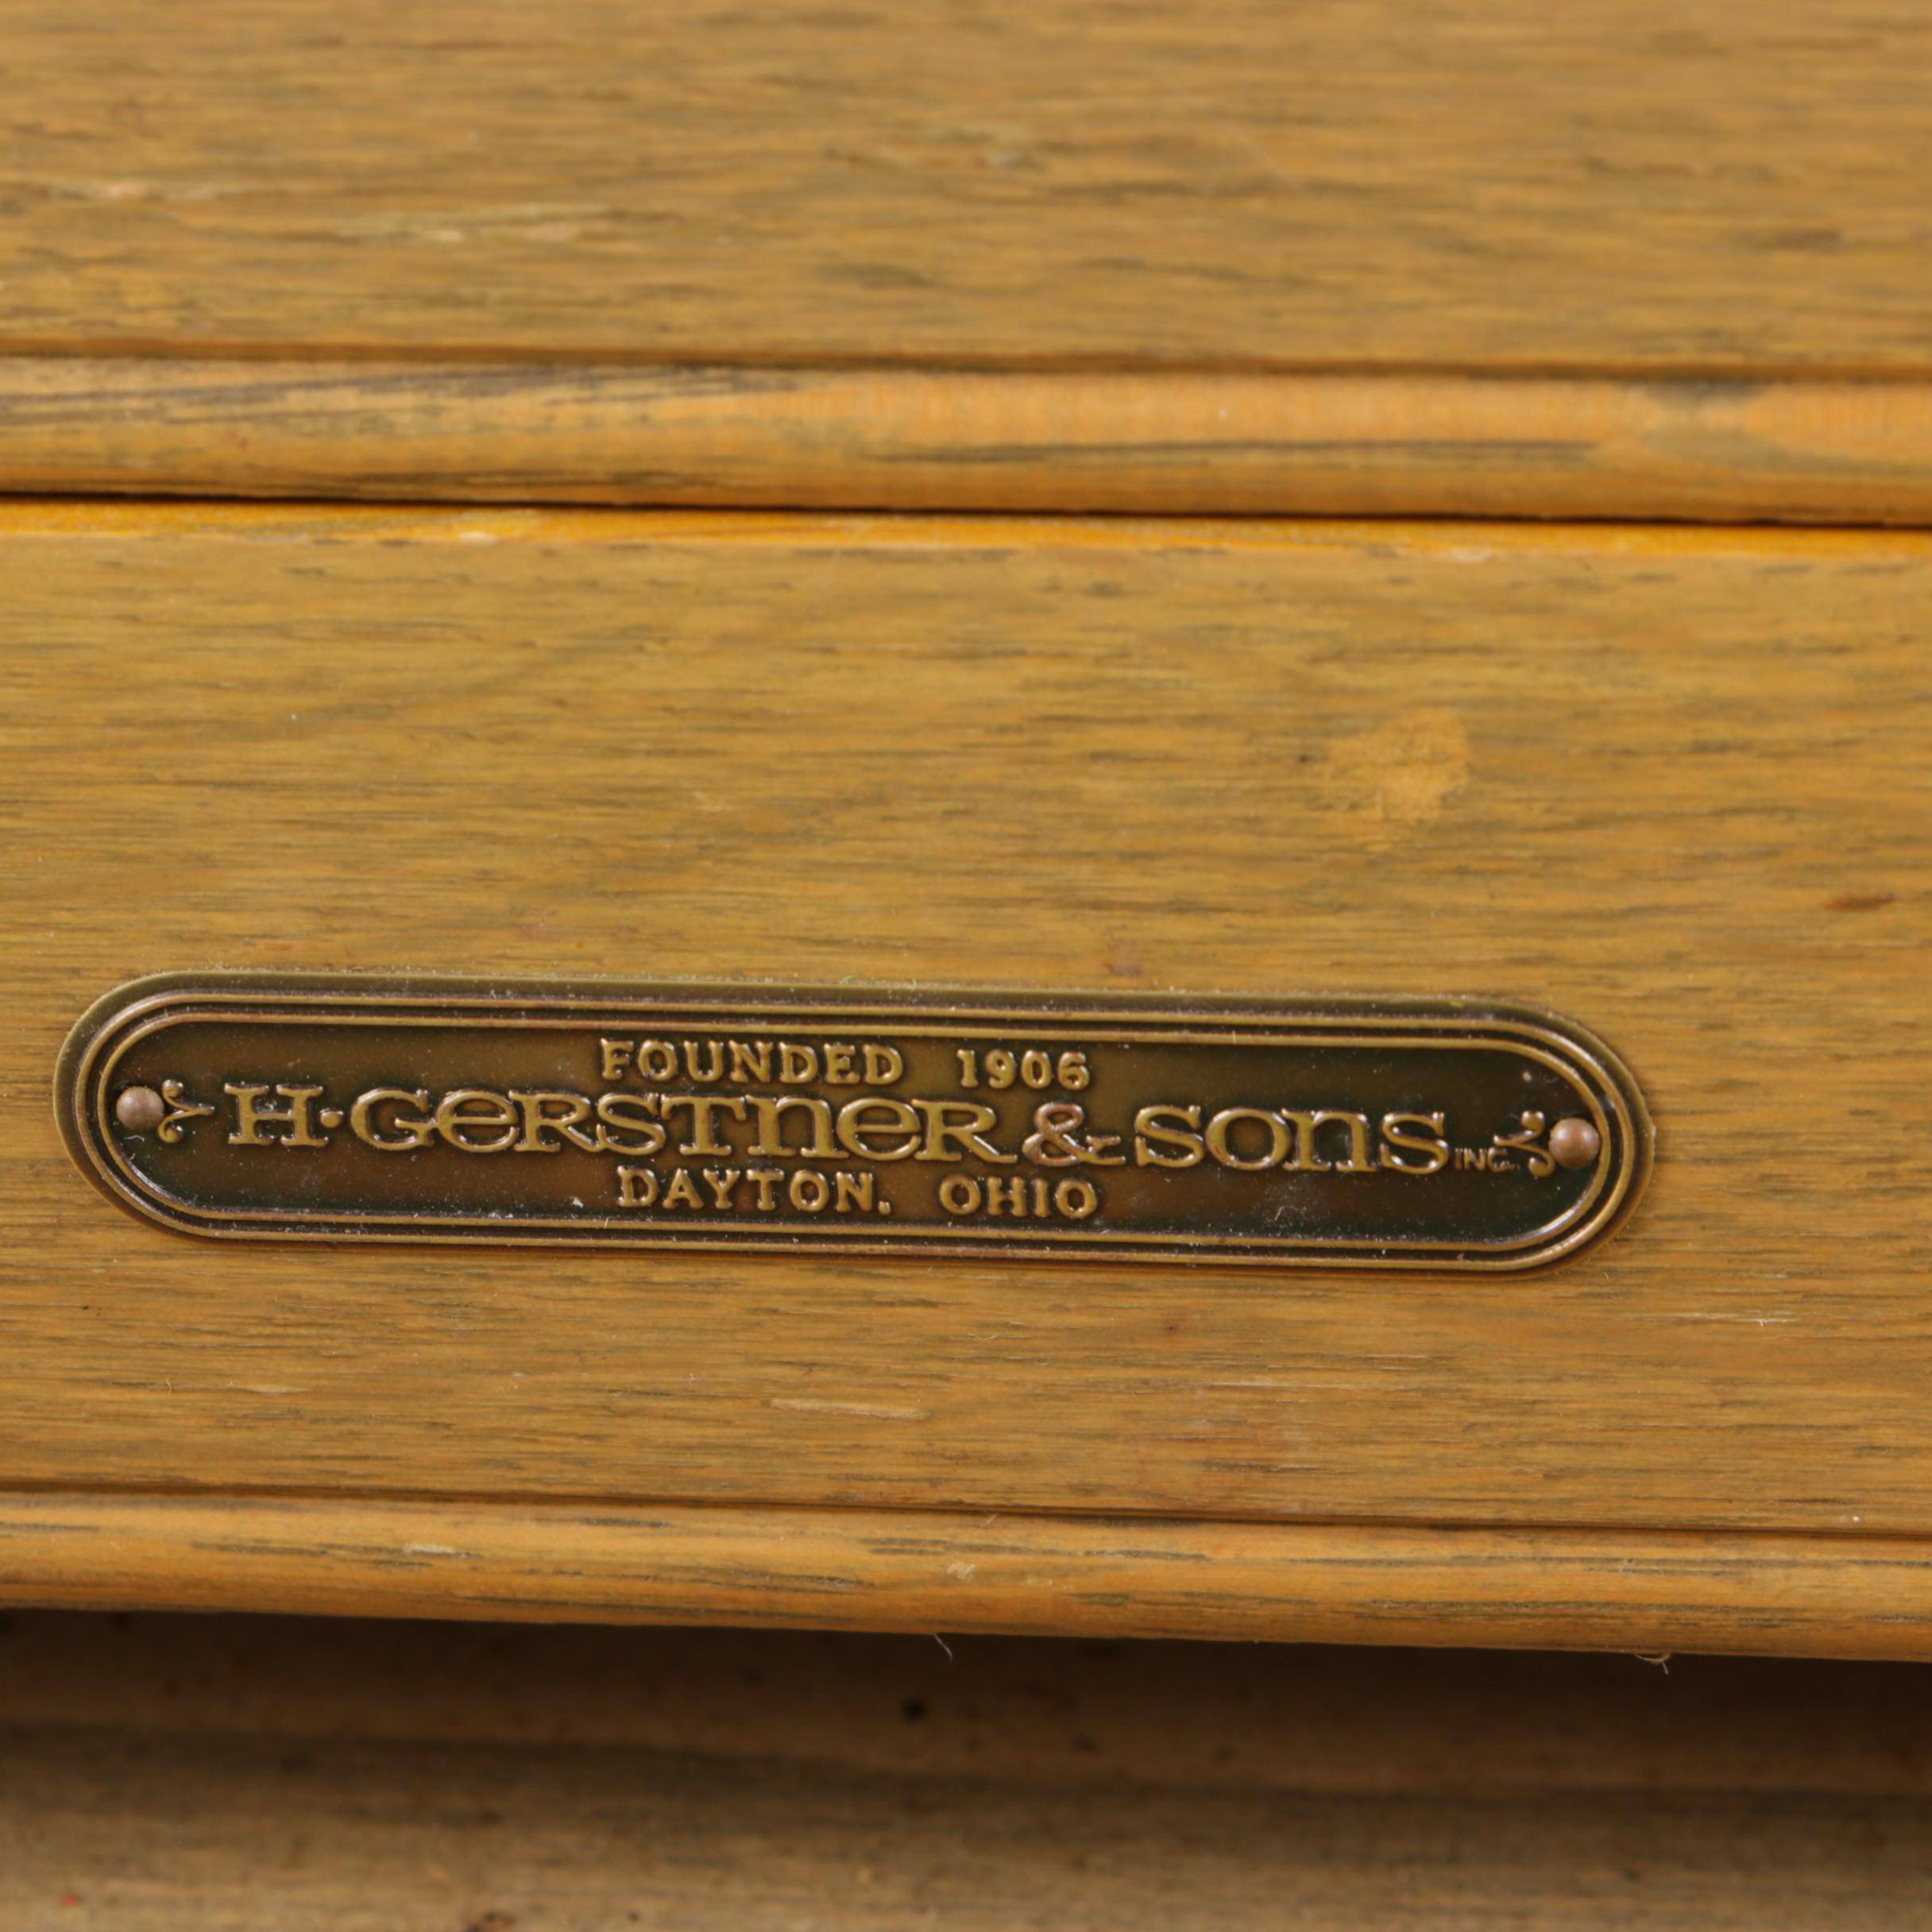 FOUNDED 1906
H·GERSTNER & SONS INC.
DAYTON, OHIO